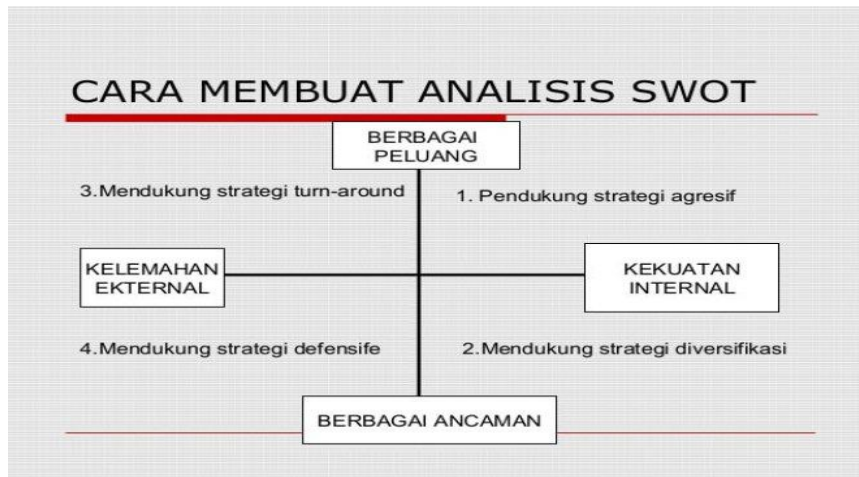 CARA MEMBUAT ANALISIS SWOT
BERBAGAI
PELUANG
3.Mendukung strategi turn-around
1. Pendukung strategi agresif
KELEMAHAN
EKTERNAL
KEKUATAN
INTERNAL
4.Mendukung strategi defensife
2.Mendukung strategi diversifikasi
BERBAGAI ANCAMAN